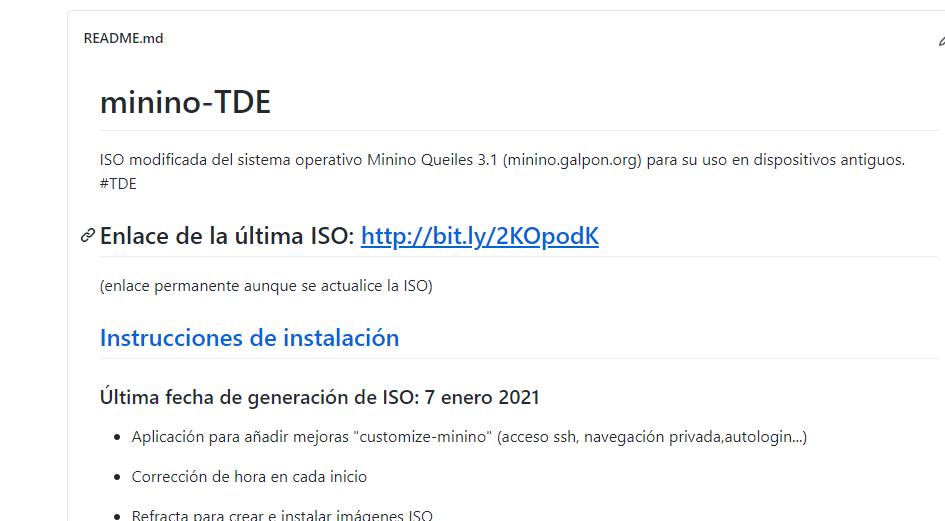 README.md
minino-TDE
ISO modificada del sistema operativo Minino Queiles 3.1 (minino.galpon.org) para su uso en dispositivos antiguos.
#TDE
Enlace de la última ISO: http://bit.ly/2KOpodK
(enlace permanente aunque se actualice la ISO)
Instrucciones de instalación
Última fecha de generación de ISO: 7 enero 2021
Aplicación para añadir mejoras "customize-minino" (acceso ssh, navegación privada,autologin...)
Corrección de hora en cada inicio
Refracta para crear e instalar imágenes ISO